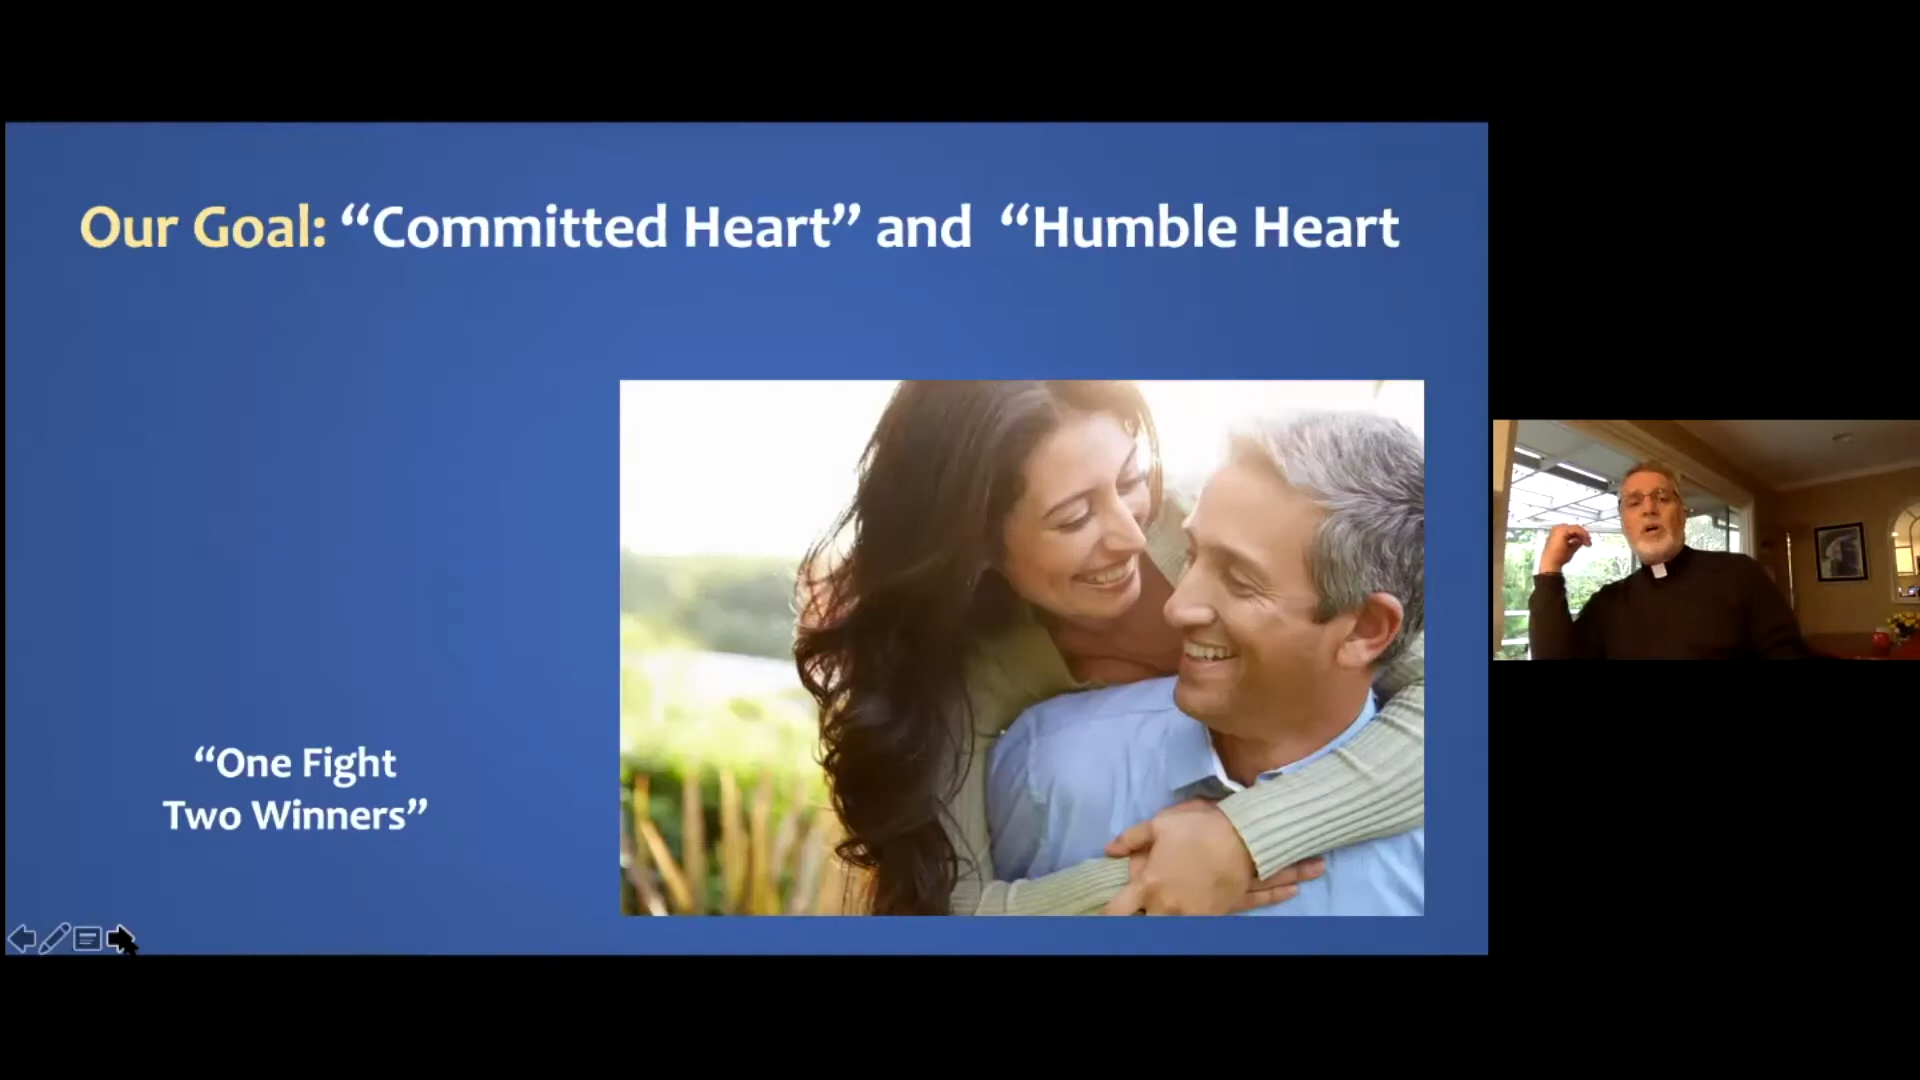 Our Goal: “Committed Heart” and “Humble Heart
“One Fight
Two Winners”